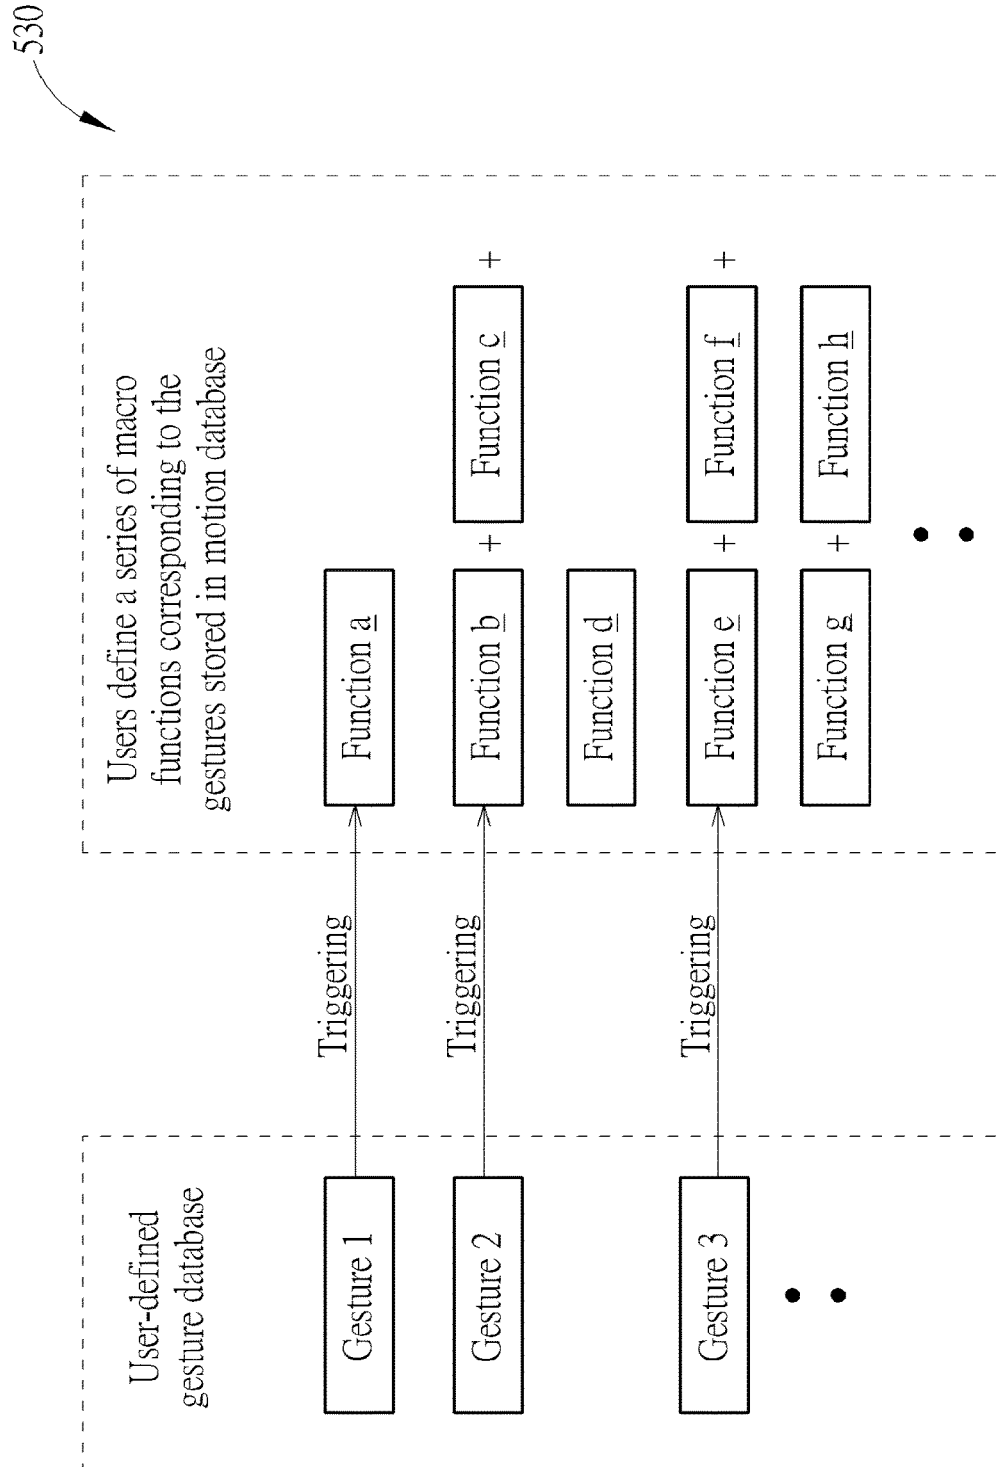 530
User-defined
gesture database
Users define a series of macro
functions corresponding to the
gestures stored in motion database
Gesture 1
Triggering
Function a
Gesture 2
Triggering
Function b + Function c +
Function d
Gesture 3
Triggering
Function e + Function f +
Function g + Function h